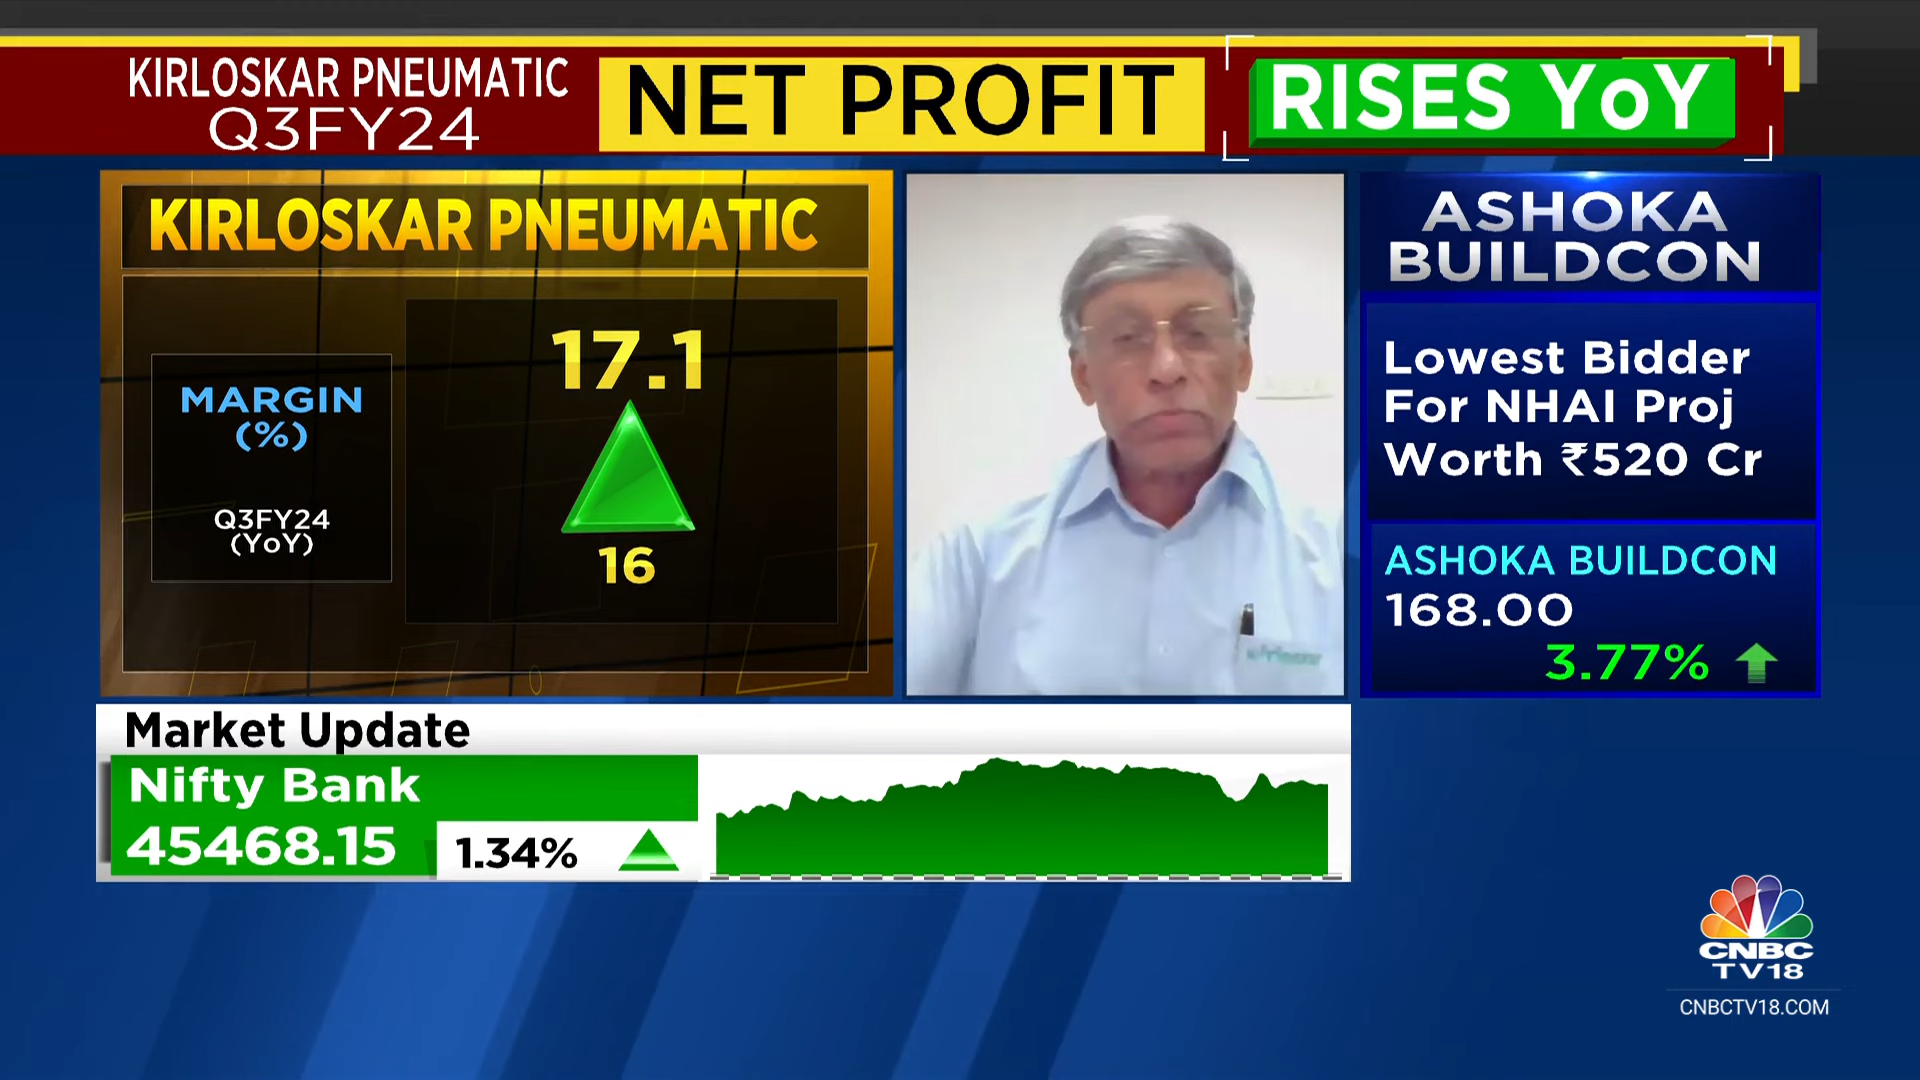 KIRLOSKAR PNEUMATIC
Q3FY24
NET PROFIT
RISES YoY
KIRLOSKAR PNEUMATIC
MARGIN
(%)
Q3FY24
(YoY)
17.1
16
ASHOKA
BUILDCON
Lowest Bidder
For NHAI Proj
Worth ₹520 Cr
ASHOKA BUILDCON
168.00
3.77%
Market Update
Nifty Bank
45468.15
1.34%
CNBC
TV18
CNBCTV18.COM